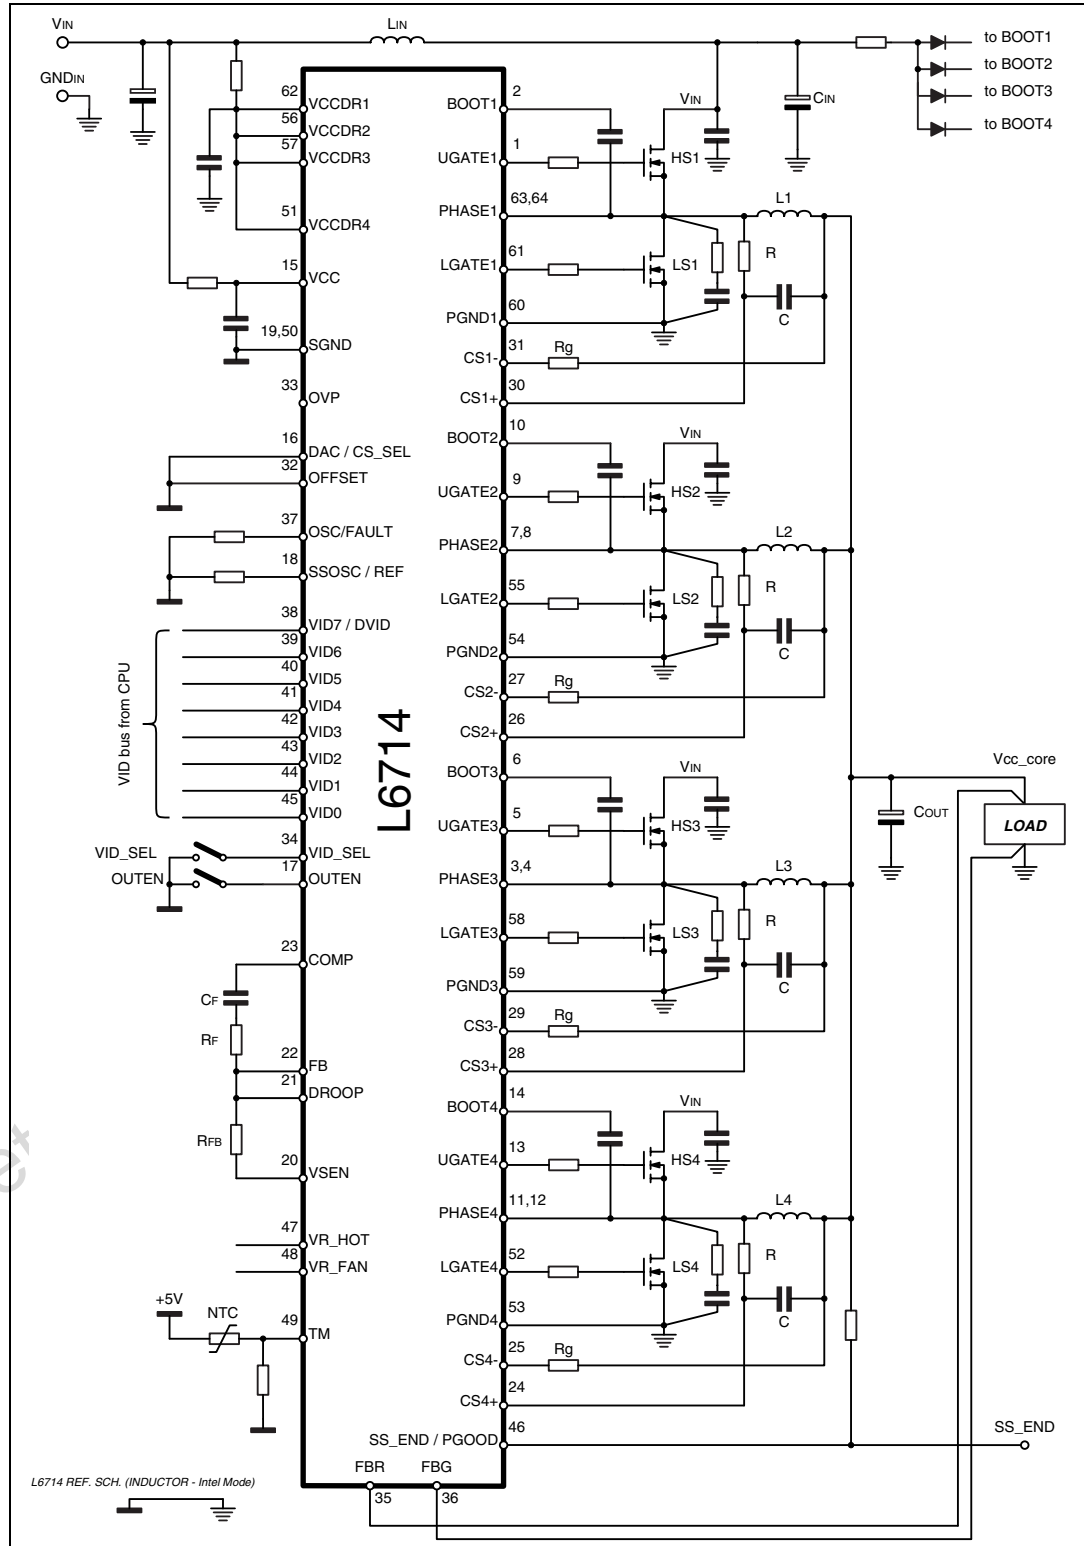 VIN
LIN
to BOOT1
to BOOT2
to BOOT3
to BOOT4
GNDIN
CIN
62
VCCDR1
56
VCCDR2
57
VCCDR3
51
VCCDR4
15
VCC
19,50
SGND
33
OVP
16
DAC / CS_SEL
32
OFFSET
37
OSC/FAULT
18
SSOSC / REF
38
VID7 / DVID
39
VID6
40
VID5
41
VID4
42
VID3
43
VID2
44
VID1
45
VID0
VID bus from CPU
34
VID_SEL
VID_SEL
17
OUTEN
OUTEN
23
COMP
CF
RF
22
FB
21
DROOP
RFB
20
VSEN
47
VR_HOT
48
VR_FAN
+5V
NTC
49
TM
L6714
BOOT1
2
VIN
UGATE1
1
HS1
PHASE1
63,64
L1
LGATE1
61
LS1
R
C
PGND1
60
CS1-
31
Rg
CS1+
30
BOOT2
10
VIN
UGATE2
9
HS2
PHASE2
7,8
L2
LGATE2
55
LS2
R
C
PGND2
54
CS2-
27
Rg
CS2+
26
BOOT3
6
VIN
UGATE3
5
HS3
PHASE3
3,4
L3
LGATE3
58
LS3
R
C
PGND3
59
CS3-
29
Rg
CS3+
28
BOOT4
14
VIN
UGATE4
13
HS4
PHASE4
11,12
L4
LGATE4
52
LS4
R
C
PGND4
53
CS4-
25
Rg
CS4+
24
SS_END / PGOOD
46
SS_END
Vcc_core
COUT
LOAD
FBR
35
FBG
36
L6714 REF. SCH. (INDUCTOR - Intel Mode)